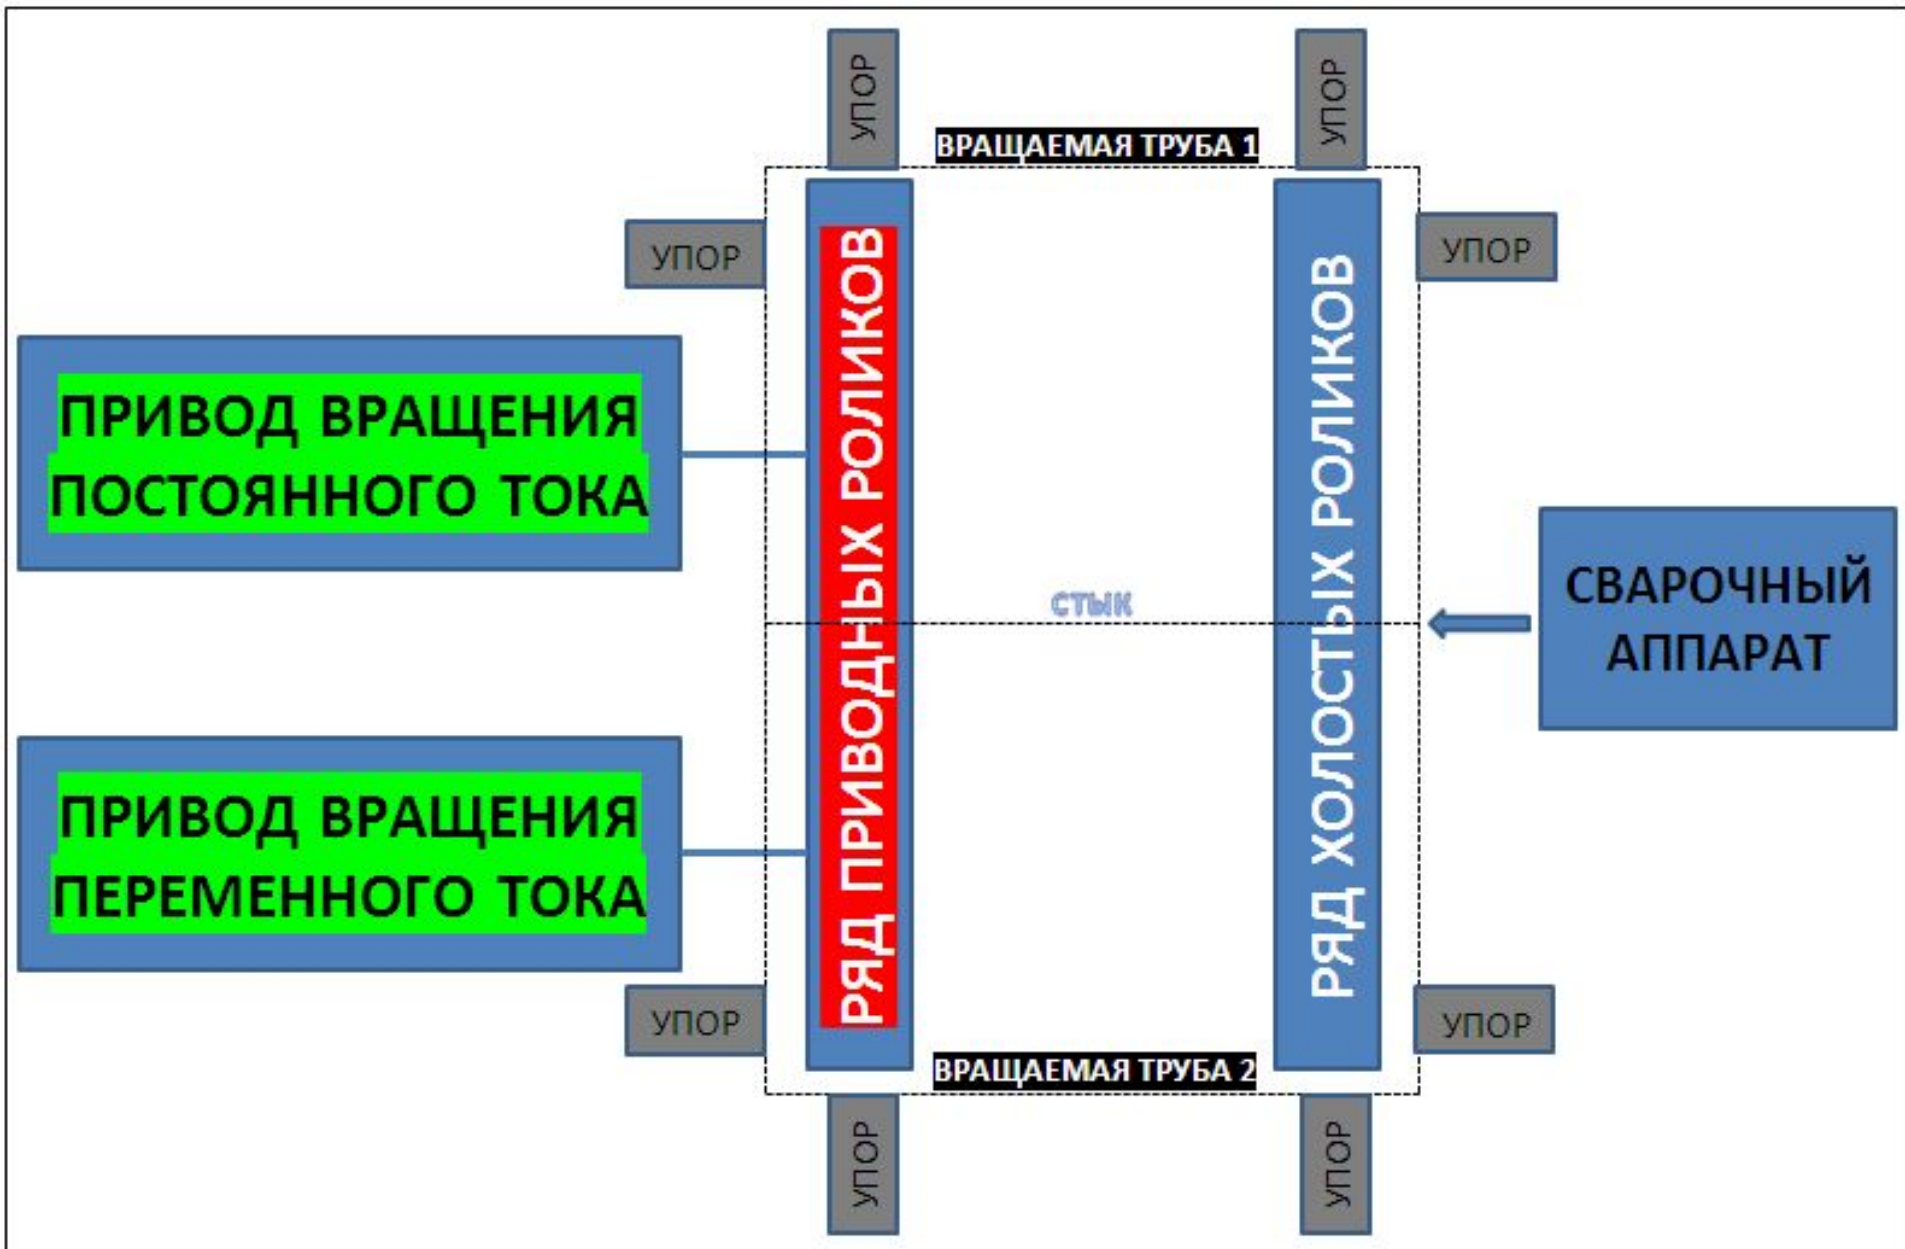 УПОР
УПОР
ВРАЩАЕМАЯ ТРУБА 1
УПОР
УПОР
ПРИВОД ВРАЩЕНИЯ
ПОСТОЯННОГО ТОКА
РЯД ПРИВОДНЫХ РОЛИКОВ
РЯД ХОЛОСТЫХ РОЛИКОВ
СТЫК
СВАРОЧНЫЙ
АППАРАТ
ПРИВОД ВРАЩЕНИЯ
ПЕРЕМЕННОГО ТОКА
УПОР
УПОР
ВРАЩАЕМАЯ ТРУБА 2
УПОР
УПОР